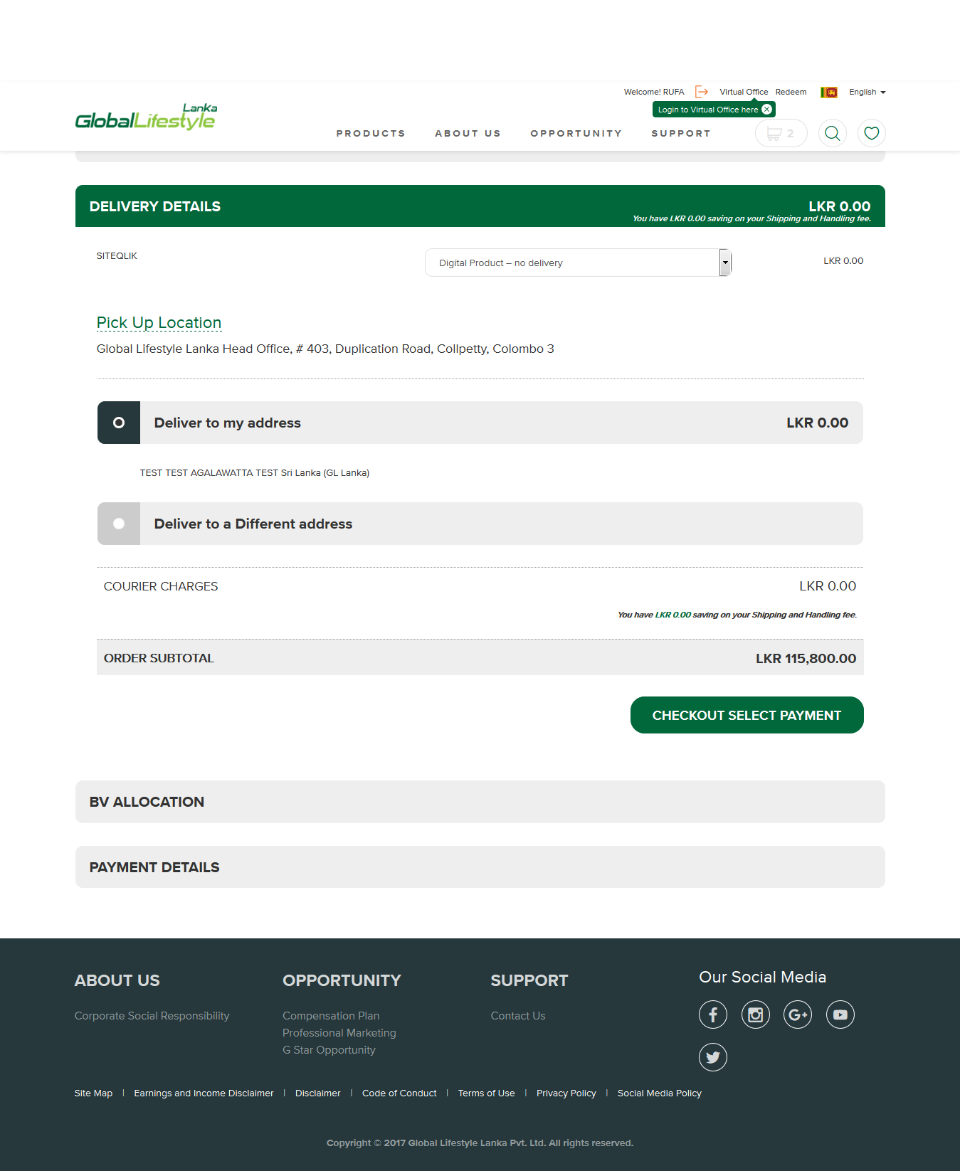 Welcome! RUFA Virtual Office Redeem English
Login to Virtual Office here
Lanka
GlobalLifestyle
PRODUCTS ABOUT US OPPORTUNITY SUPPORT 2
DELIVERY DETAILS LKR 0.00
You have LKR 0.00 saving on your Shipping and Handling fee.
SITEQLIK Digital Product – no delivery LKR 0.00
Pick Up Location
Global Lifestyle Lanka Head Office, # 403, Duplication Road, Collpetty, Colombo 3
Deliver to my address LKR 0.00
TEST TEST AGALAWATTA TEST Sri Lanka (GL Lanka)
Deliver to a Different address
COURIER CHARGES LKR 0.00
You have LKR 0.00 saving on your Shipping and Handling fee.
ORDER SUBTOTAL LKR 115,800.00
CHECKOUT SELECT PAYMENT
BV ALLOCATION
PAYMENT DETAILS
ABOUT US OPPORTUNITY SUPPORT Our Social Media
Corporate Social Responsibility Compensation Plan Contact Us
Professional Marketing
G Star Opportunity
Site Map | Earnings and Income Disclaimer | Disclaimer | Code of Conduct | Terms of Use | Privacy Policy | Social Media Policy
Copyright © 2017 Global Lifestyle Lanka Pvt. Ltd. All rights reserved.